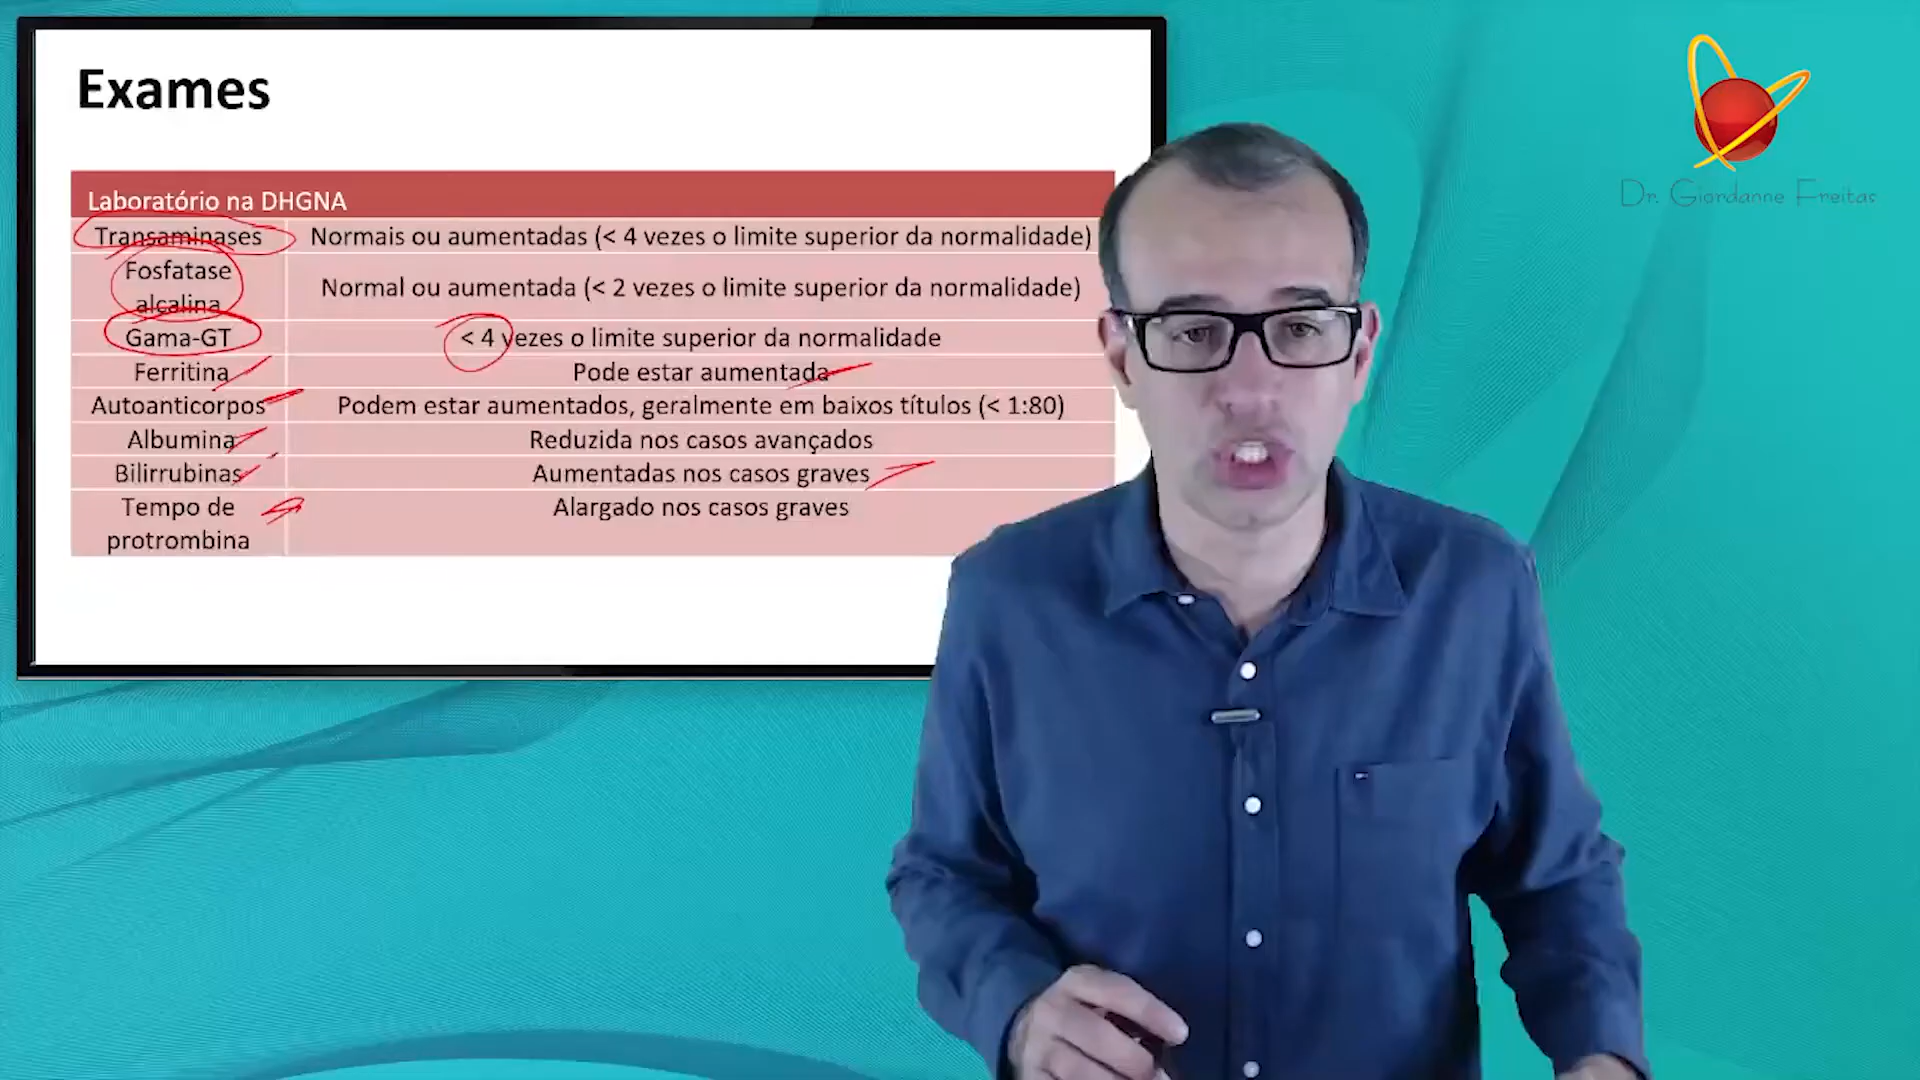 Exames
Laboratório na DHGNA
Transaminases Normais ou aumentadas (< 4 vezes o limite superior da normalidade)
Fosfatase
alcalina Normal ou aumentada (< 2 vezes o limite superior da normalidade)
Gama-GT < 4 vezes o limite superior da normalidade
Ferritina Pode estar aumentada
Autoanticorpos Podem estar aumentados, geralmente em baixos títulos (< 1:80)
Albumina Reduzida nos casos avançados
Bilirrubinas Aumentadas nos casos graves
Tempo de Alargado nos casos graves
protrombina
Dr. Giordanne Freitas